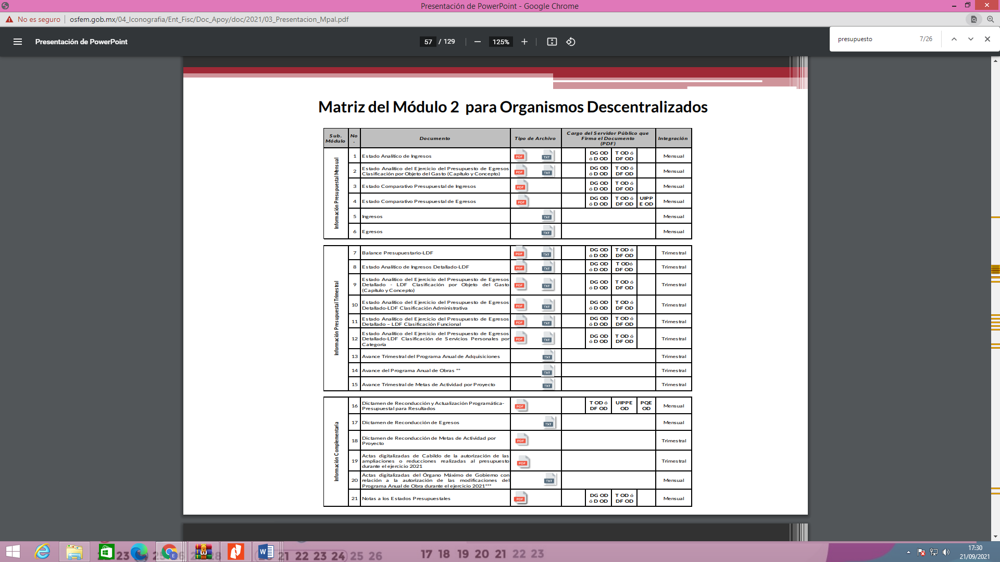 Presentación de PowerPoint - Google Chrome
No es seguro osfem.gob.mx/04_Iconografia/Ent_Fisc/Doc_Apoy/doc/2021/03_Presentacion_Mpal.pdf
Presentación de PowerPoint 57 / 129 125%
presupuesto 7/26
Matriz del Módulo 2 para Organismos Descentralizados
Sub. Módulo No. Documento Tipo de Archivo Cargo del Servidor Público que Firma el Documento (PDF) Integración
Información Presupuestal Mensual
1 Estado Analítico de Ingresos PDF TXT DG OD ó D OD T OD ó DF OD Mensual
2 Estado Analítico del Ejercicio del Presupuesto de Egresos Clasificación por Objeto del Gasto (Capítulo y Concepto) PDF TXT DG OD ó D OD T OD ó DF OD Mensual
3 Estado Comparativo Presupuestal de Ingresos PDF DG OD ó D OD T OD ó DF OD Mensual
4 Estado Comparativo Presupuestal de Egresos PDF DG OD ó D OD T OD ó DF OD UIPPE OD Mensual
5 Ingresos TXT Mensual
6 Egresos TXT Mensual
Información Presupuestal Trimestral
7 Balance Presupuestario-LDF PDF TXT DG OD ó D OD T OD ó DF OD Trimestral
8 Estado Analítico de Ingresos Detallado-LDF PDF TXT DG OD ó D OD T ODó DF OD Trimestral
9 Estado Analítico del Ejercicio del Presupuesto de Egresos Detallado - LDF Clasificación por Objeto del Gasto (Capítulo y Concepto) PDF TXT DG OD ó D OD T OD ó DF OD Trimestral
10 Estado Analítico del Ejercicio del Presupuesto de Egresos Detallado-LDF Clasificación Administrativa PDF TXT DG OD ó D OD T OD ó DF OD Trimestral
11 Estado Analítico del Ejercicio del Presupuesto de Egresos Detallado – LDF Clasificación Funcional PDF TXT DG OD ó D OD T OD ó DF OD Trimestral
12 Estado Analítico del Ejercicio del Presupuesto de Egresos Detallado-LDF Clasificación de Servicios Personales por Categoría PDF TXT DG OD ó D OD T OD ó DF OD Trimestral
13 Avance Trimestral del Programa Anual de Adquisiciones TXT Trimestral
14 Avance del Programa Anual de Obras ** TXT Trimestral
15 Avance Trimestral de Metas de Actividad por Proyecto TXT Trimestral
Información Complementaria
16 Dictamen de Reconducción y Actualización Programática-Presupuestal para Resultados PDF T OD ó DF OD UIPPE OD PQE OD Mensual
17 Dictamen de Reconducción de Egresos TXT Mensual
18 Dictamen de Reconducción de Metas de Actividad por Proyecto PDF Trimestral
19 Actas digitalizadas de Cabildo de la autorización de las ampliaciones o reducciones realizadas al presupuesto durante el ejercicio 2021 PDF Trimestral
20 Actas digitalizadas del Órgano Máximo de Gobierno con relación a la autorización de las modificaciones del Programa Anual de Obra durante el ejercicio 2021*** TXT Mensual
21 Notas a los Estados Presupuestales PDF DG OD ó D OD T OD ó DF OD Mensual
23 21 22 23 24 25 26 17 18 19 20 21 22 23
17:30
21/09/2021